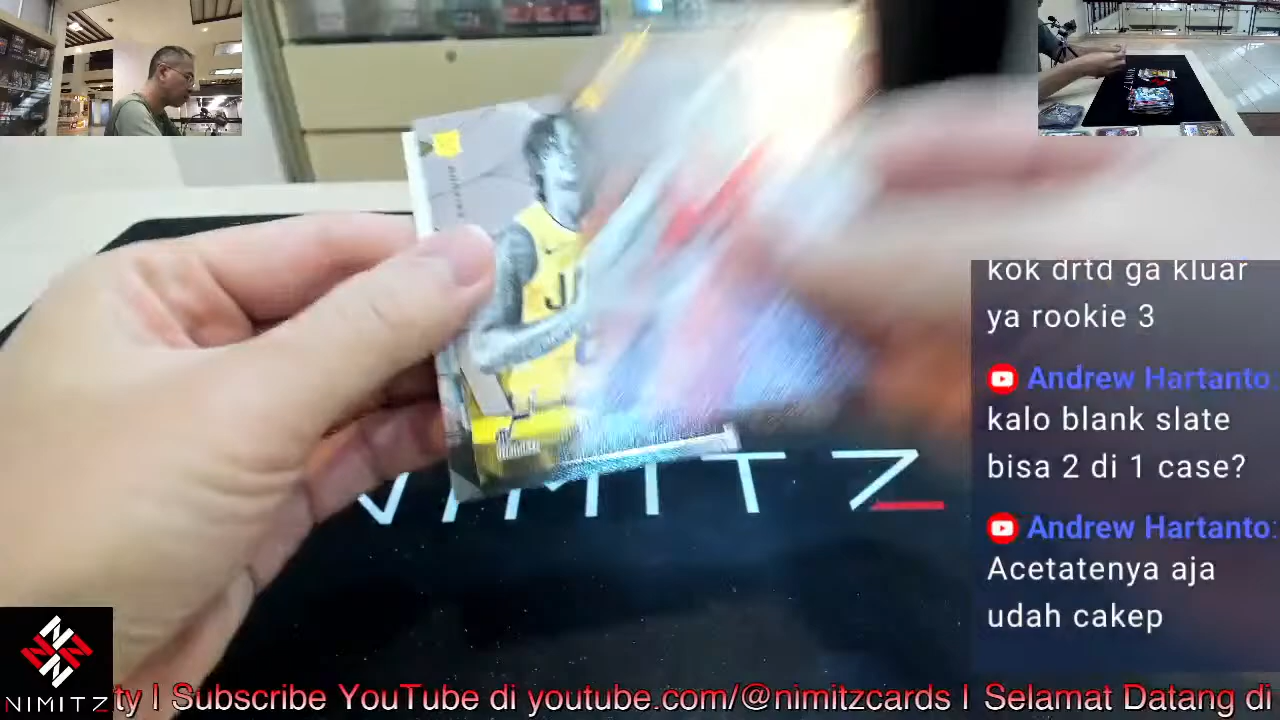 kok drtd ga kluar
ya rookie 3
Andrew Hartanto
kalo blank slate
bisa 2 di 1 case?
Andrew Hartanto:
Acetatenya aja
udah cakep
NIMITZ
NIMITZ
ty | Subscribe YouTube di youtube.com/@nimitzcards | Selamat Datang di